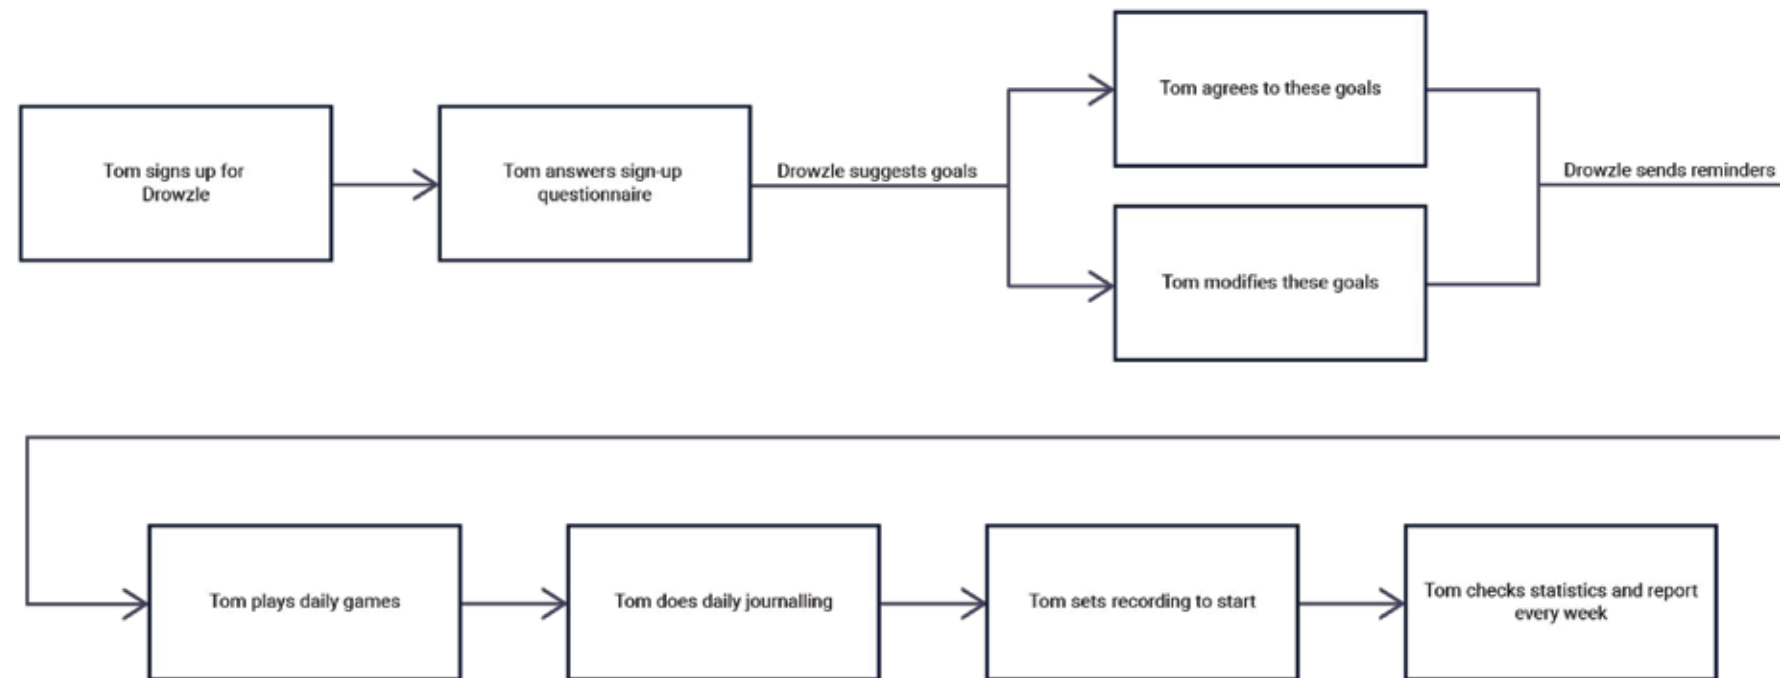 Tom signs up for
Drowzle
Tom answers sign-up
questionnaire
Drowzle suggests goals
Tom agrees to these goals
Tom modifies these goals
Drowzle sends reminders
Tom plays daily games
Tom does daily journalling
Tom sets recording to start
Tom checks statistics and report
every week